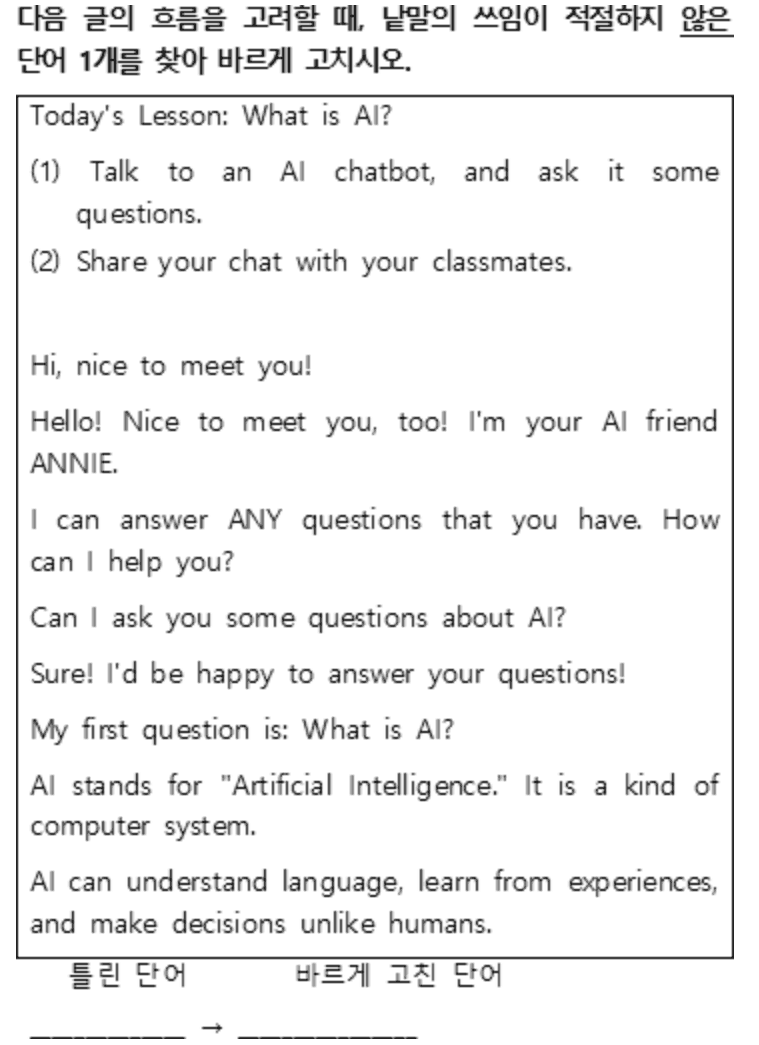 다음 글의 흐름을 고려할 때, 낱말의 쓰임이 적절하지 않은
단어 1개를 찾아 바르게 고치시오.
Today's Lesson: What is AI?
(1) Talk to an AI chatbot, and ask it some
questions.
(2) Share your chat with your classmates.
Hi, nice to meet you!
Hello! Nice to meet you, too! I'm your AI friend
ANNIE.
I can answer ANY questions that you have. How
can I help you?
Can I ask you some questions about AI?
Sure! I'd be happy to answer your questions!
My first question is: What is AI?
AI stands for "Artificial Intelligence." It is a kind of
computer system.
AI can understand language, learn from experiences,
and make decisions unlike humans.
틀린 단어 바르게 고친 단어
____________ → ______________